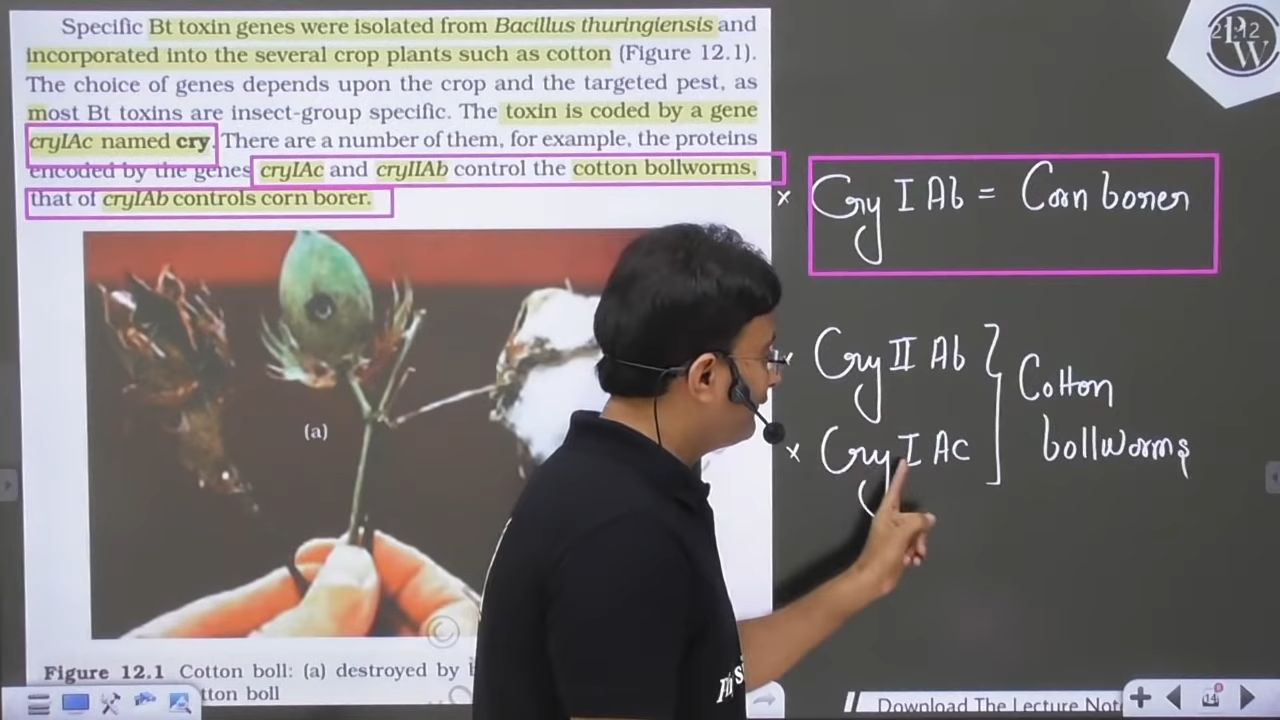 Specific Bt toxin genes were isolated from Bacillus thuringiensis and
incorporated into the several crop plants such as cotton (Figure 12.1).
The choice of genes depends upon the crop and the targeted pest, as
most Bt toxins are insect-group specific. The toxin is coded by a gene
cryIAc named cry. There are a number of them, for example, the proteins
encoded by the genes cryIAc and cryIIAb control the cotton bollworms,
that of cryIAb controls corn borer.
(a)
Figure 12.1 Cotton boll: (a) destroyed by
tton boll
PW
× Cry I Ab = Corn borer
× Cry II Ab
× Cry I Ac
Cotton
bollworms
Download The Lecture Not
14